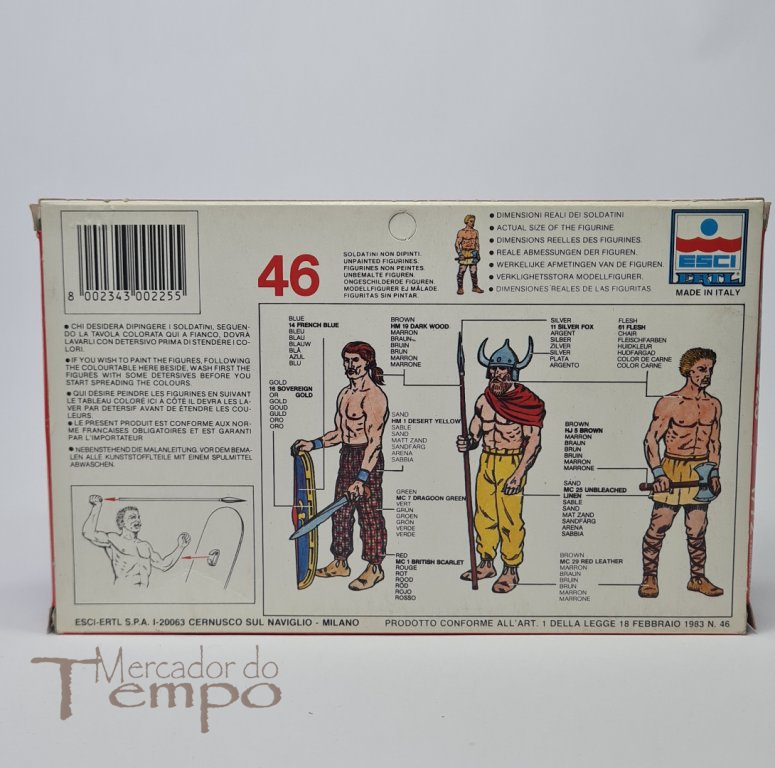 8 002343 002255
46
SOLDATINI NON DIPINTI.
UNPAINTED FIGURINES.
FIGURINES NON PEINTES.
UNBEMALTE FIGUREN.
ONGESCHILDERDE FIGUREN.
MODELLFIGURER EJ MÅLADE.
FIGURITAS SIN PINTAR.
• DIMENSIONI REALI DEI SOLDATINI
• ACTUAL SIZE OF THE FIGURINE
• DIMENSIONS REELLES DES FIGURINES.
• REALE ABMESSUNGEN DER FIGUREN.
• WERKELIJKE AFMETINGEN VAN DE FIGUREN.
• VERKLIGHETSSTORA MODELLFIGURER.
• DIMENSIONES REALES DE LAS FIGURITAS
ESCI
ERTL
MADE IN ITALY
• CHI DESIDERA DIPINGERE I SOLDATINI, SEGUEN-
DO LA TAVOLA COLORATA QUI A FIANCO, DOVRÀ
LAVARLI CON DETERSIVO PRIMA DI STENDERE I CO-
LORI.
• IF YOU WISH TO PAINT THE FIGURES, FOLLOWING
THE COLOURTABLE HERE BESIDE, WASH FIRST THE
FIGURES WITH SOME DETERSIVES BEFORE YOU
START SPREADING THE COLOURS.
• QUI DÉSIRE PEINDRE LES FIGURINES EN SUIVANT
LE TABLEAU COLORÉ ICI A CÔTÉ IL DEVRA LES LA-
VER PAR DETERSIF AVANT DE ÉTENDRE LES COU-
LEURS.
• LE PRESENT PRODUIT EST CONFORME AUX NOR-
ME FRANCAISES OBLIGATOIRES ET EST GARANTI
PAR L'IMPORTATEUR
• NEBENSTEHEND DIE MALANLEITUNG. VOR DEM BEMA-
LEN ALLE KUNSTSTOFFTEILE MIT EINEM SPULMITTEL
ABWASCHEN.
BLUE
14 FRENCH BLUE
BLEU
BLAU
BLAUW
BLÅ
AZUL
BLU
BROWN
HM 19 DARK WOOD
MARRON
BRAUN
BRUIN
BRUN
MARRON
MARRONE
SILVER
11 SILVER FOX
ARGENT
SILBER
ZILVER
SILVER
PLATA
ARGENTO
FLESH
61 FLESH
CHAIR
FLEISCHFARBEN
HUIDKLEUR
HUDFARGAD
COLOR DE CARNE
COLOR CARNE
GOLD
16 SOVEREIGN
OR GOLD
GOLD
GOUD
GULD
ORO
ORO
SAND
HM 1 DESERT YELLOW
SABLE
SAND
MATT ZAND
SANDFÄRG
ARENA
SABBIA
BROWN
HJ 5 BROWN
MARRON
BRAUN
BRUIN
BRUN
MARRON
MARRONE
GREEN
MC 7 DRAGOON GREEN
VERT
GRÜN
GROEN
GRÖN
VERDE
VERDE
SAND
MC 25 UNBLEACHED
LINEN
SABLE
SAND
MAT ZAND
SANDFÄRG
ARENA
SABBIA
RED
MC 1 BRITISH SCARLET
ROUGE
ROT
ROOD
RÖD
ROJO
ROSSO
BROWN
MC 29 RED LEATHER
MARRON
BRAUN
BRUIN
BRUN
MARRON
MARRONE
ESCI-ERTL S.P.A. I-20063 CERNUSCO SUL NAVIGLIO - MILANO
PRODOTTO CONFORME ALL'ART. 1 DELLA LEGGE 18 FEBBRAIO 1983 N. 46
Mercador do
Tempo